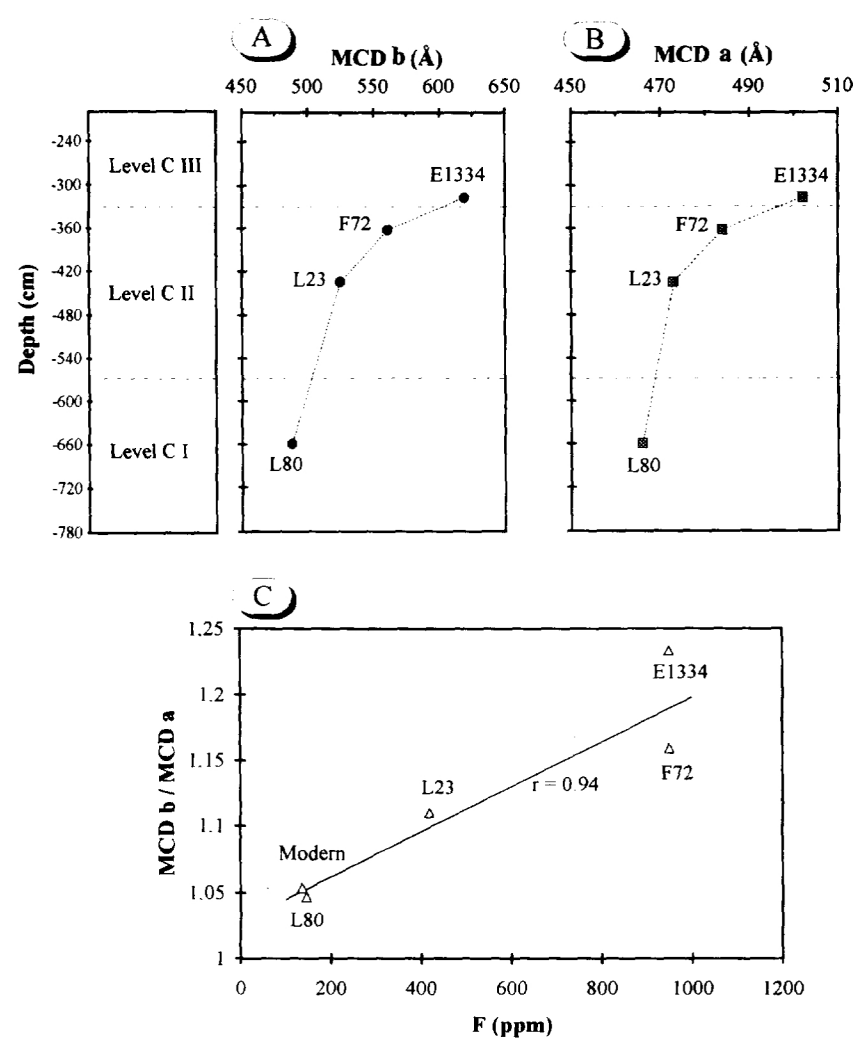 A
MCD b (Å)
450 500 550 600 650
B
MCD a (Å)
450 470 490 510
Depth (cm)
-240
-300
-360
-420
-480
-540
-600
-660
-720
-780
Level C III
Level C II
Level C I
E1334
F72
L23
L80
E1334
F72
L23
L80
C
MCD b / MCD a
1.25
1.2
1.15
1.1
1.05
1
E1334
F72
L23
r = 0.94
Modern
L80
0 200 400 600 800 1000 1200
F (ppm)